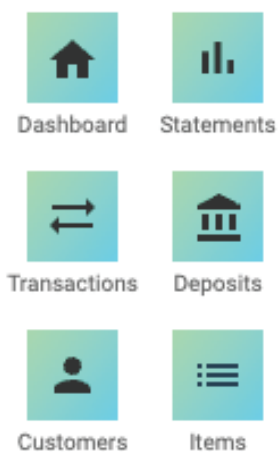 Dashboard
Statements
Transactions
Deposits
Customers
Items